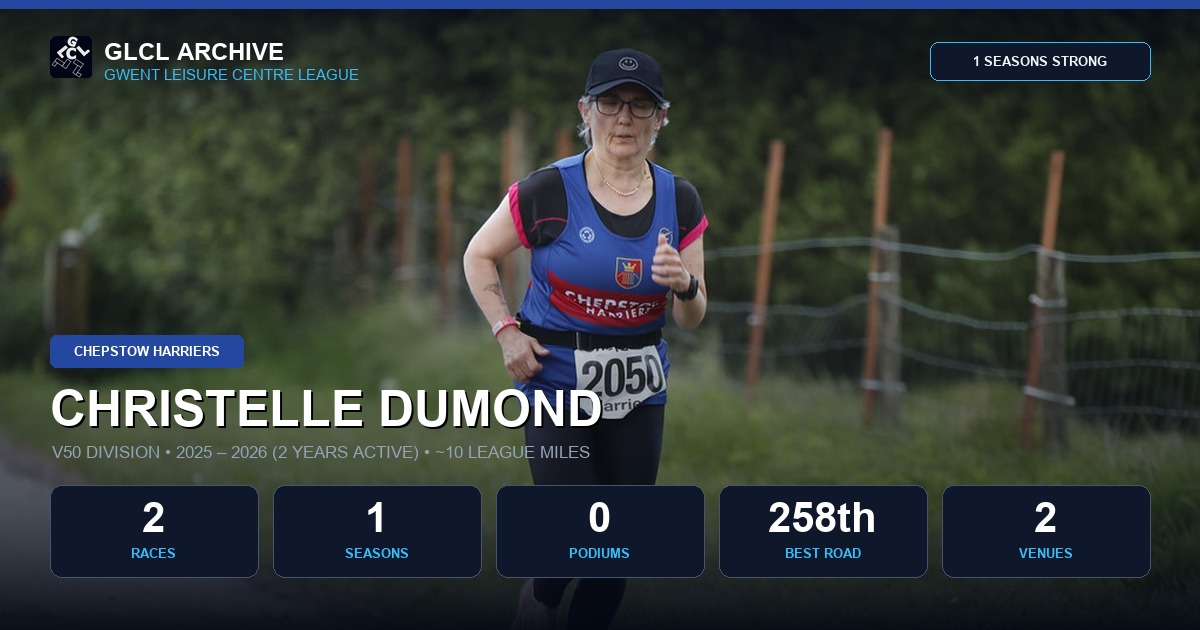 GLCL ARCHIVE
GWENT LEISURE CENTRE LEAGUE
1 SEASONS STRONG
CHEPSTOW
HARRIERS
2050
arrie
CHEPSTOW HARRIERS
CHRISTELLE DUMOND
V50 DIVISION • 2025 – 2026 (2 YEARS ACTIVE) • ~10 LEAGUE MILES
2
RACES
1
SEASONS
0
PODIUMS
258th
BEST ROAD
2
VENUES